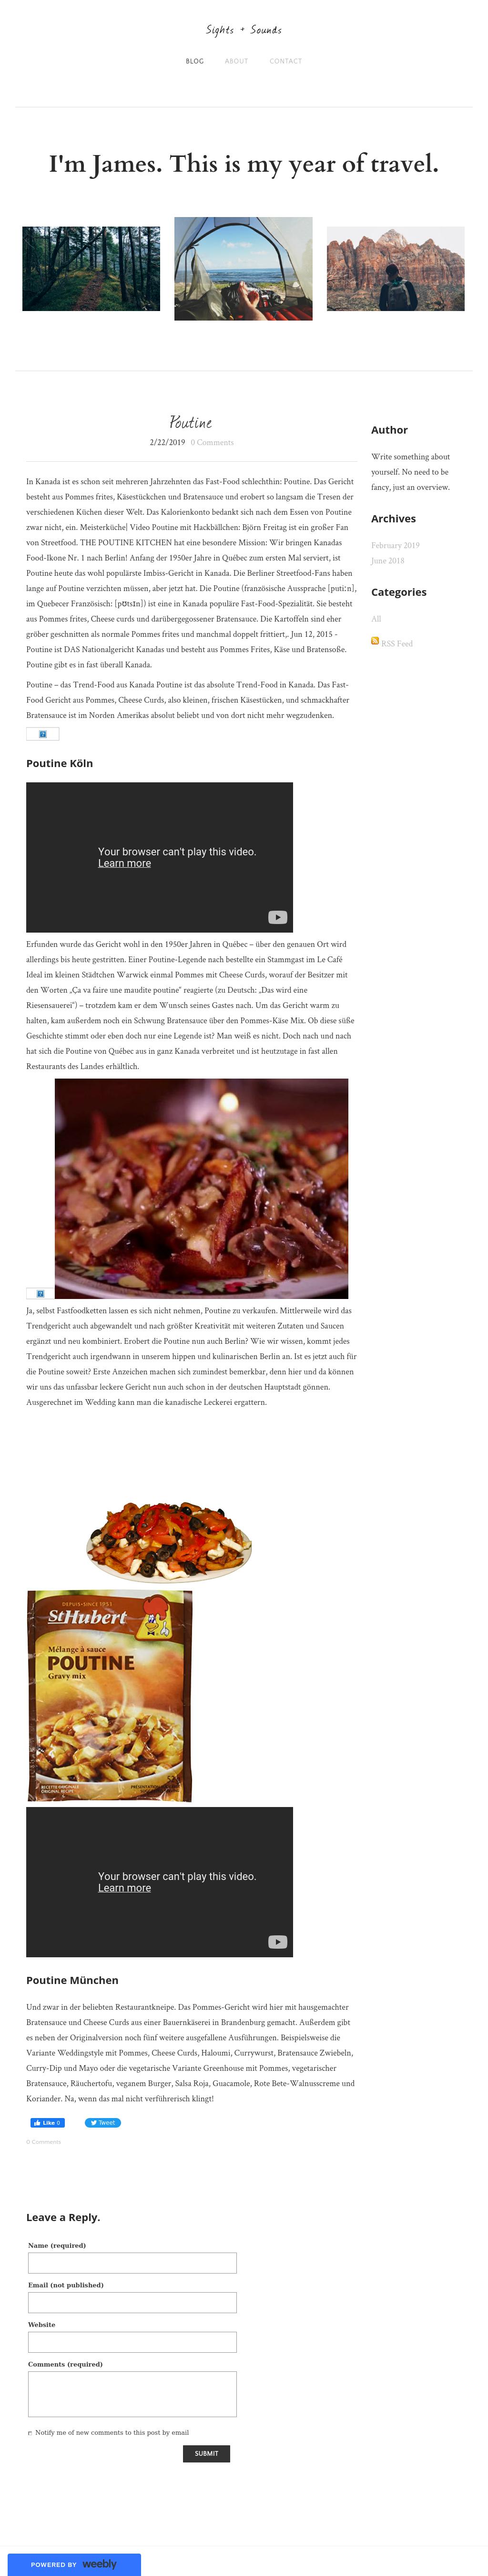 Sights + Sounds
BLOG ABOUT CONTACT
I'm James. This is my year of travel.
Poutine
2/22/2019 0 Comments
In Kanada ist es schon seit mehreren Jahrzehnten das Fast-Food schlechthin: Poutine. Das Gericht
besteht aus Pommes frites, Käsestückchen und Bratensauce und erobert so langsam die Tresen der
verschiedenen Küchen dieser Welt. Das Kalorienkonto bedankt sich nach dem Essen von Poutine
zwar nicht, ein. Meisterküche| Video Poutine mit Hackbällchen: Björn Freitag ist ein großer Fan
von Streetfood. THE POUTINE KITCHEN hat eine besondere Mission: Wir bringen Kanadas
Food-Ikone Nr. 1 nach Berlin! Anfang der 1950er Jahre in Québec zum ersten Mal serviert, ist
Poutine heute das wohl populärste Imbiss-Gericht in Kanada. Die Berliner Streetfood-Fans haben
lange auf Poutine verzichten müssen, aber jetzt hat. Die Poutine (französische Aussprache [putiːn],
im Quebecer Französisch: [pʊtsɪn]) ist eine in Kanada populäre Fast-Food-Spezialität. Sie besteht
aus Pommes frites, Cheese curds und darübergegossener Bratensauce. Die Kartoffeln sind eher
gröber geschnitten als normale Pommes frites und manchmal doppelt frittiert,. Jun 12, 2015 -
Poutine ist DAS Nationalgericht Kanadas und besteht aus Pommes Frites, Käse und Bratensoße.
Poutine gibt es in fast überall Kanada.
Poutine – das Trend-Food aus Kanada Poutine ist das absolute Trend-Food in Kanada. Das Fast-
Food Gericht aus Pommes, Cheese Curds, also kleinen, frischen Käsestücken, und schmackhafter
Bratensauce ist im Norden Amerikas absolut beliebt und von dort nicht mehr wegzudenken.
Poutine Köln
Your browser can't play this video.
Learn more
Erfunden wurde das Gericht wohl in den 1950er Jahren in Québec – über den genauen Ort wird
allerdings bis heute gestritten. Einer Poutine-Legende nach bestellte ein Stammgast im Le Café
Ideal im kleinen Städtchen Warwick einmal Pommes mit Cheese Curds, worauf der Besitzer mit
den Worten „Ça va faire une maudite poutine“ reagierte (zu Deutsch: „Das wird eine
Riesensauerei“) – trotzdem kam er dem Wunsch seines Gastes nach. Um das Gericht warm zu
halten, kam außerdem noch ein Schwung Bratensauce über den Pommes-Käse Mix. Ob diese süße
Geschichte stimmt oder eben doch nur eine Legende ist? Man weiß es nicht. Doch nach und nach
hat sich die Poutine von Québec aus in ganz Kanada verbreitet und ist heutzutage in fast allen
Restaurants des Landes erhältlich.
Ja, selbst Fastfoodketten lassen es sich nicht nehmen, Poutine zu verkaufen. Mittlerweile wird das
Trendgericht auch abgewandelt und nach größter Kreativität mit weiteren Zutaten und Saucen
ergänzt und neu kombiniert. Erobert die Poutine nun auch Berlin? Wie wir wissen, kommt jedes
Trendgericht auch irgendwann in unserem hippen und kulinarischen Berlin an. Ist es jetzt auch für
die Poutine soweit? Erste Anzeichen machen sich zumindest bemerkbar, denn hier und da können
wir uns das unfassbar leckere Gericht nun auch schon in der deutschen Hauptstadt gönnen.
Ausgerechnet im Wedding kann man die kanadische Leckerei ergattern.
DEPUIS • SINCE 1951
St Hubert
Mélange à sauce
POUTINE
Gravy mix
RECETTE ORIGINALE
ORIGINAL RECIPE
Your browser can't play this video.
Learn more
Poutine München
Und zwar in der beliebten Restaurantkneipe. Das Pommes-Gericht wird hier mit hausgemachter
Bratensauce und Cheese Curds aus einer Bauernkäserei in Brandenburg gemacht. Außerdem gibt
es neben der Originalversion noch fünf weitere ausgefallene Ausführungen. Beispielsweise die
Variante Weddingstyle mit Pommes, Cheese Curds, Haloumi, Currywurst, Bratensauce Zwiebeln,
Curry-Dip und Mayo oder die vegetarische Variante Greenhouse mit Pommes, vegetarischer
Bratensauce, Räuchertofu, veganem Burger, Salsa Roja, Guacamole, Rote Bete-Walnusscreme und
Koriander. Na, wenn das mal nicht verführerisch klingt!
Like 0 Tweet
0 Comments
Leave a Reply.
Name (required)
Email (not published)
Website
Comments (required)
Notify me of new comments to this post by email
SUBMIT
Author
Write something about
yourself. No need to be
fancy, just an overview.
Archives
February 2019
June 2018
Categories
All
RSS Feed
POWERED BY weebly